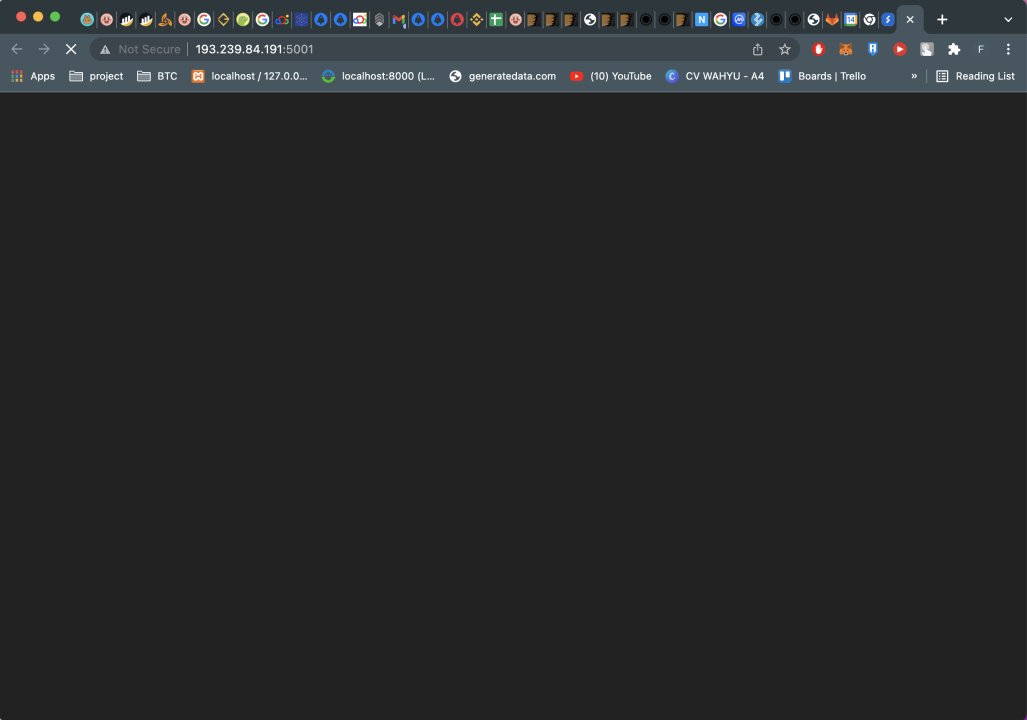 14
N
Not Secure 193.239.84.191:5001
F
Apps project BTC localhost / 127.0.0... localhost:8000 (L... generatedata.com (10) YouTube CV WAHYU - A4 Boards | Trello » Reading List